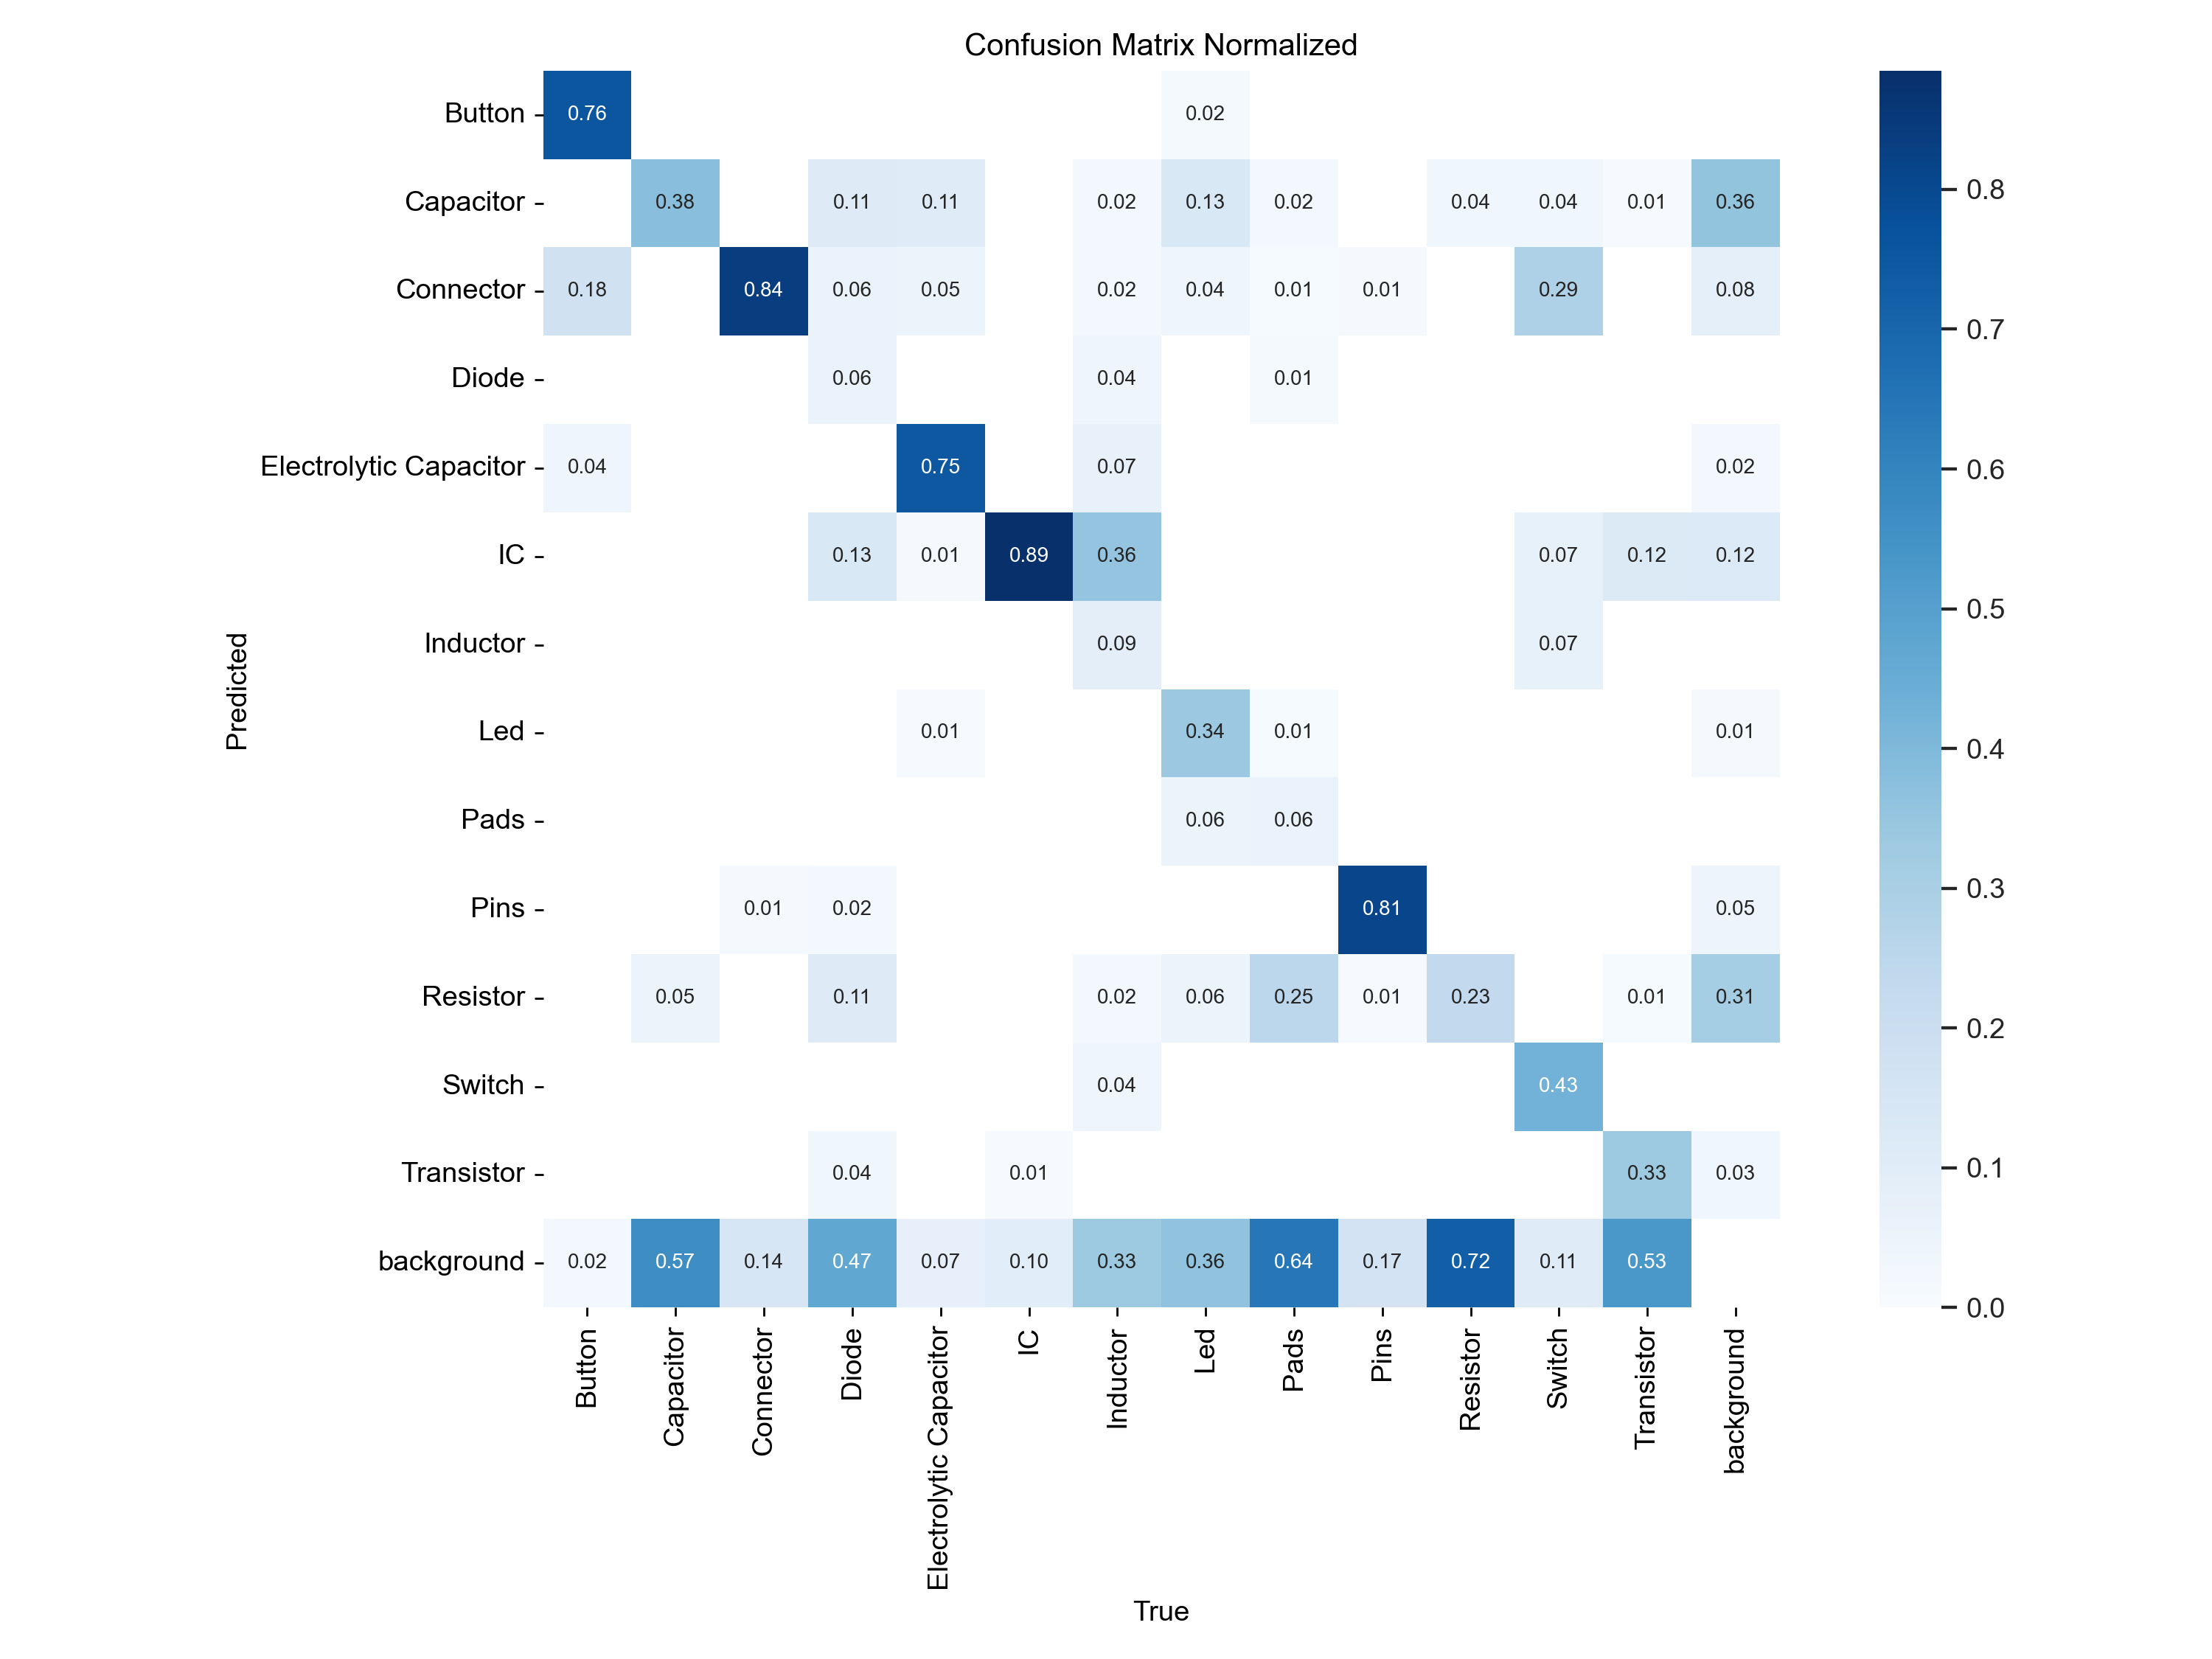 Confusion Matrix Normalized
Button 0.76 0.02
Capacitor 0.38 0.11 0.11 0.02 0.13 0.02 0.04 0.04 0.01 0.36
Connector 0.18 0.84 0.06 0.05 0.02 0.04 0.01 0.01 0.29 0.08
Diode 0.06 0.04 0.01
Electrolytic Capacitor 0.04 0.75 0.07 0.02
IC 0.13 0.01 0.89 0.36 0.07 0.12 0.12
Inductor 0.09 0.07
Led 0.01 0.34 0.01 0.01
Pads 0.06 0.06
Pins 0.01 0.02 0.81 0.05
Resistor 0.05 0.11 0.02 0.06 0.25 0.01 0.23 0.01 0.31
Switch 0.04 0.43
Transistor 0.04 0.01 0.33 0.03
background 0.02 0.57 0.14 0.47 0.07 0.10 0.33 0.36 0.64 0.17 0.72 0.11 0.53
Predicted
Button
Capacitor
Connector
Diode
Electrolytic Capacitor
IC
Inductor
Led
Pads
Pins
Resistor
Switch
Transistor
background
True
0.8
0.7
0.6
0.5
0.4
0.3
0.2
0.1
0.0